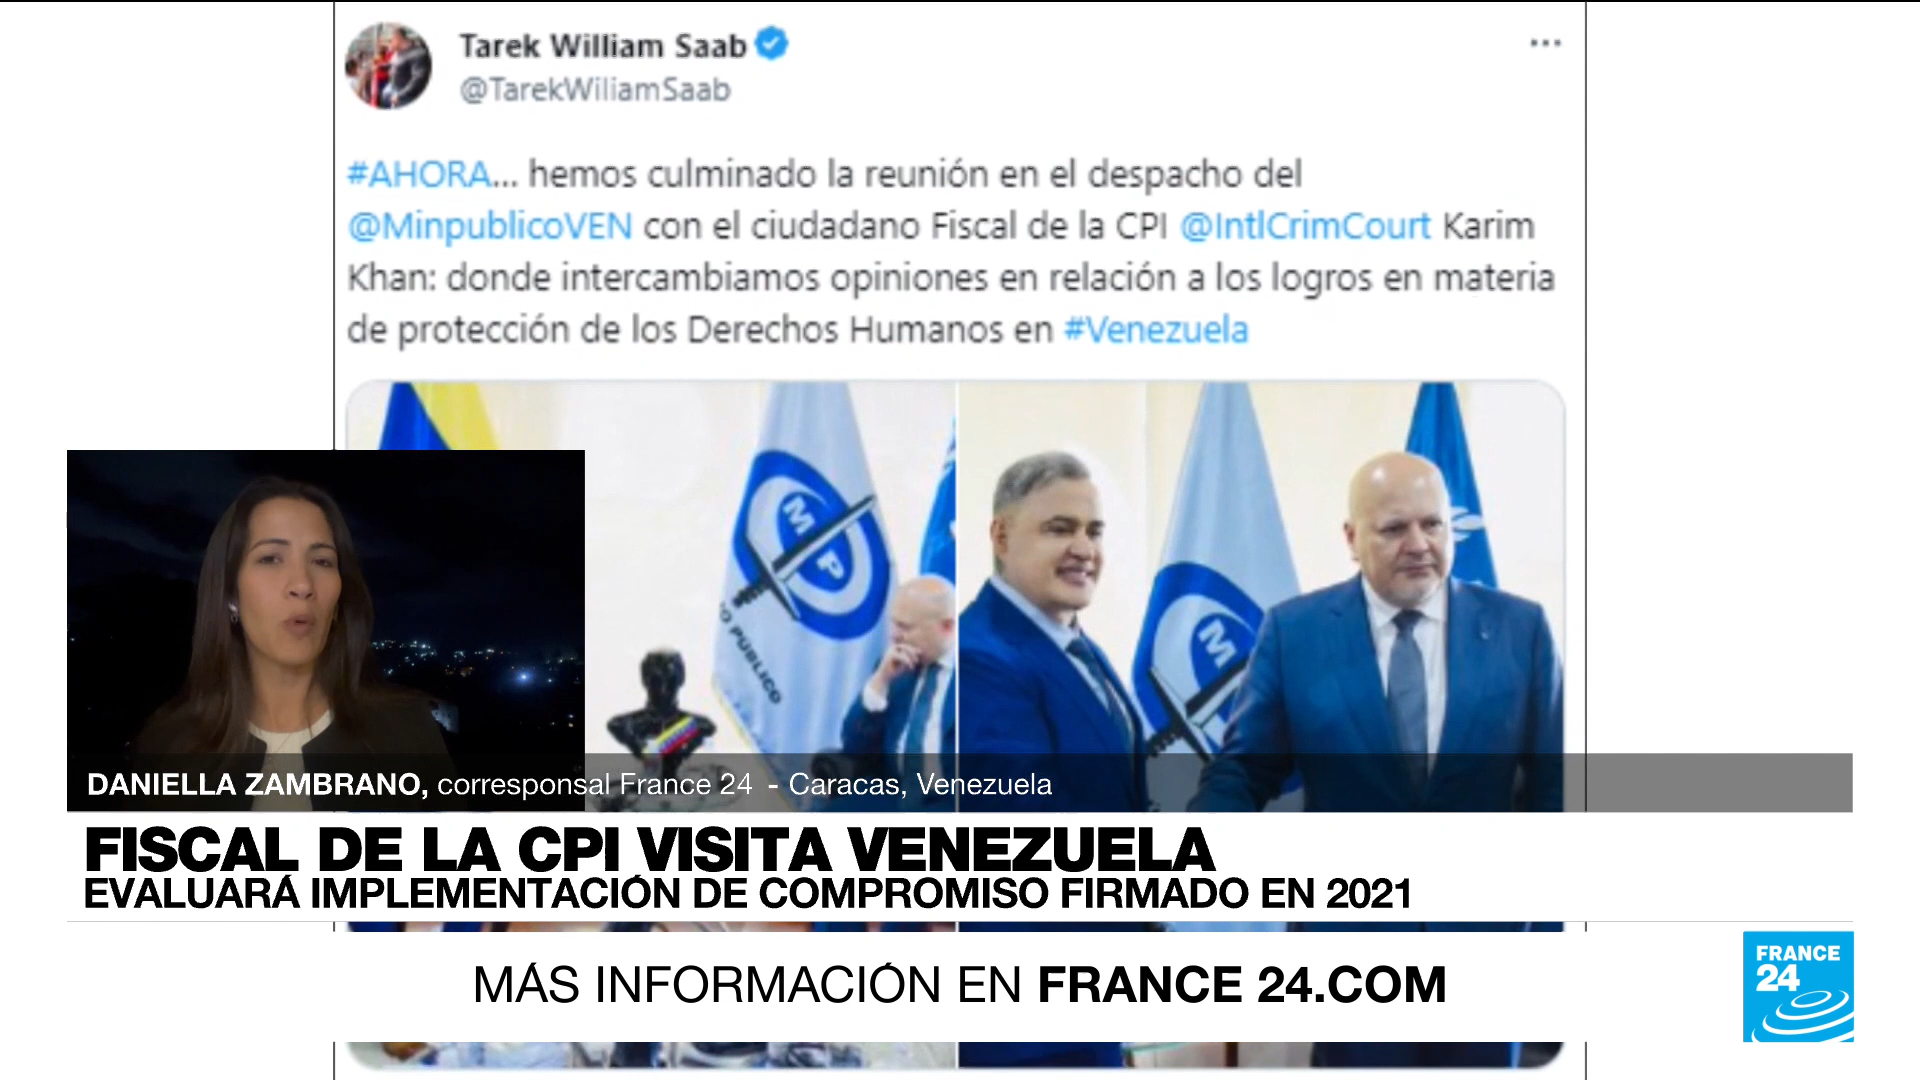 Tarek William Saab
@TarekWiliamSaab
#AHORA... hemos culminado la reunión en el despacho del
@MinpublicoVEN con el ciudadano Fiscal de la CPI @IntlCrimCourt Karim
Khan: donde intercambiamos opiniones en relación a los logros en materia
de protección de los Derechos Humanos en #Venezuela
MP
O PUBLICO
M
DANIELLA ZAMBRANO, corresponsal France 24 - Caracas, Venezuela
FISCAL DE LA CPI VISITA VENEZUELA
EVALUARÁ IMPLEMENTACIÓN DE COMPROMISO FIRMADO EN 2021
MÁS INFORMACIÓN EN FRANCE 24.COM
FRANCE
24